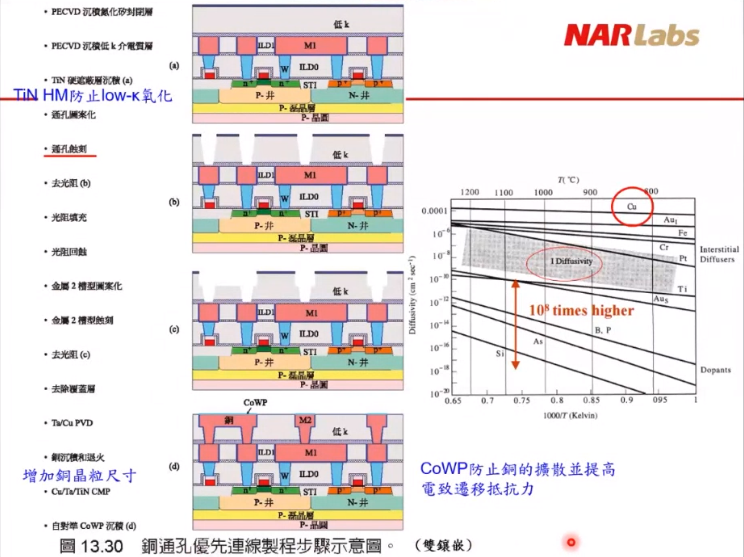 • PECVD 沉積氮化矽封閉層
• PECVD 沉積低 k 介電質層
• TiN 硬遮蔽層沉積 (a)
TiN HM防止low-κ氧化
• 通孔圖案化
• 通孔蝕刻
• 去光阻 (b)
• 光阻填充
• 光阻回蝕
• 金屬 2 槽型圖案化
• 金屬 2 槽型蝕刻
• 去光阻 (c)
• 去除覆蓋層
• Ta/Cu PVD
• 銅沉積和退火
增加銅晶粒尺寸
• Cu/Ta/TiN CMP
• 自對準 CoWP 沉積 (d)
(a)
低 k
ILD1 M1
W ILD0
n⁺ n⁺ STI p⁺ p⁺
P- 井 N- 井
P- 磊晶層
P- 晶圓
(b)
低 k
ILD1 M1
W ILD0
n⁺ n⁺ STI p⁺ p⁺
P- 井 N- 井
P- 磊晶層
P- 晶圓
(c)
低 k
ILD1 M1
W ILD0
n⁺ n⁺ STI p⁺ p⁺
P- 井 N- 井
P- 磊晶層
P- 晶圓
CoWP
(d)
銅 M2
低 k
ILD1 M1
W ILD0
n⁺ n⁺ STI p⁺ p⁺
P- 井 N- 井
P- 磊晶層
P- 晶圓
NARLabs
T(°C)
1200 1100 1000 900 800
Diffusivity (cm² sec⁻¹)
0.0001
10⁻⁶
10⁻⁸
10⁻¹⁰
10⁻¹²
10⁻¹⁴
10⁻¹⁶
10⁻¹⁸
10⁻²⁰
Cu
Au_I
Fe
Cr
Pt
Ti
Au_S
I Diffusivity
10⁸ times higher
B, P
As
Si
Interstitial
Diffusers
Dopants
0.65 0.7 0.75 0.8 0.85 0.9 0.95 1
1000/T (Kelvin)
CoWP防止銅的擴散並提高
電致遷移抵抗力
圖 13.30 銅通孔優先連線製程步驟示意圖。 (雙鑲嵌)